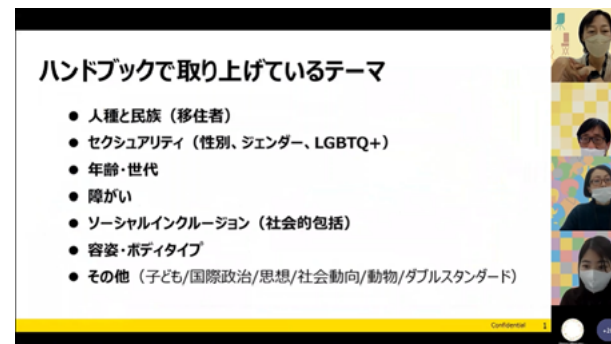 ハンドブックで取り上げているテーマ
● 人種と民族（移住者）
● セクシュアリティ（性別、ジェンダー、LGBTQ+）
● 年齢・世代
● 障がい
● ソーシャルインクルージョン（社会的包括）
● 容姿・ボディタイプ
● その他（子ども/国際政治/思想/社会動向/動物/ダブルスタンダード）
Confidential 1